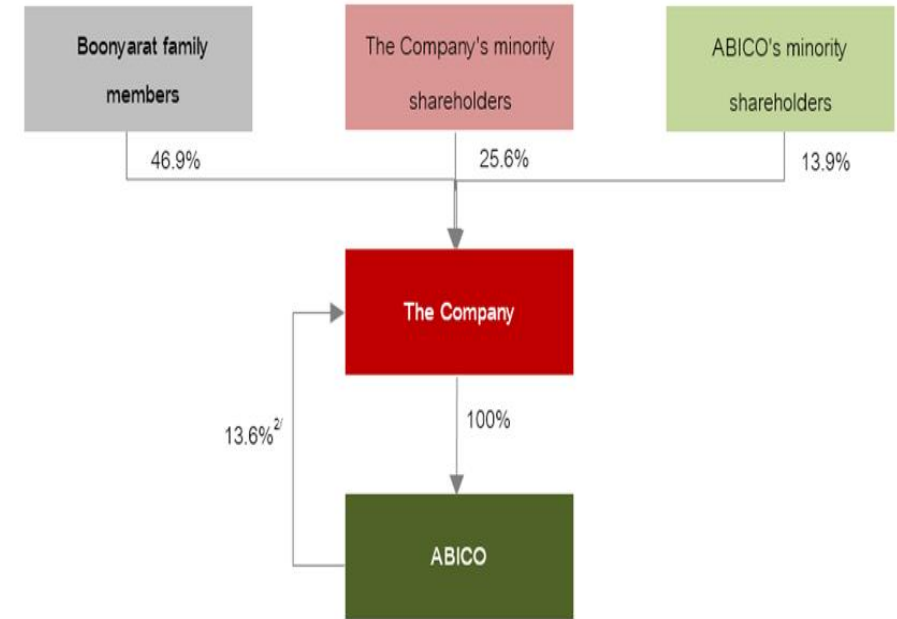 Boonyarat family
members
The Company's minority
shareholders
ABICO's minority
shareholders
46.9%
25.6%
13.9%
The Company
13.6%2/
100%
ABICO